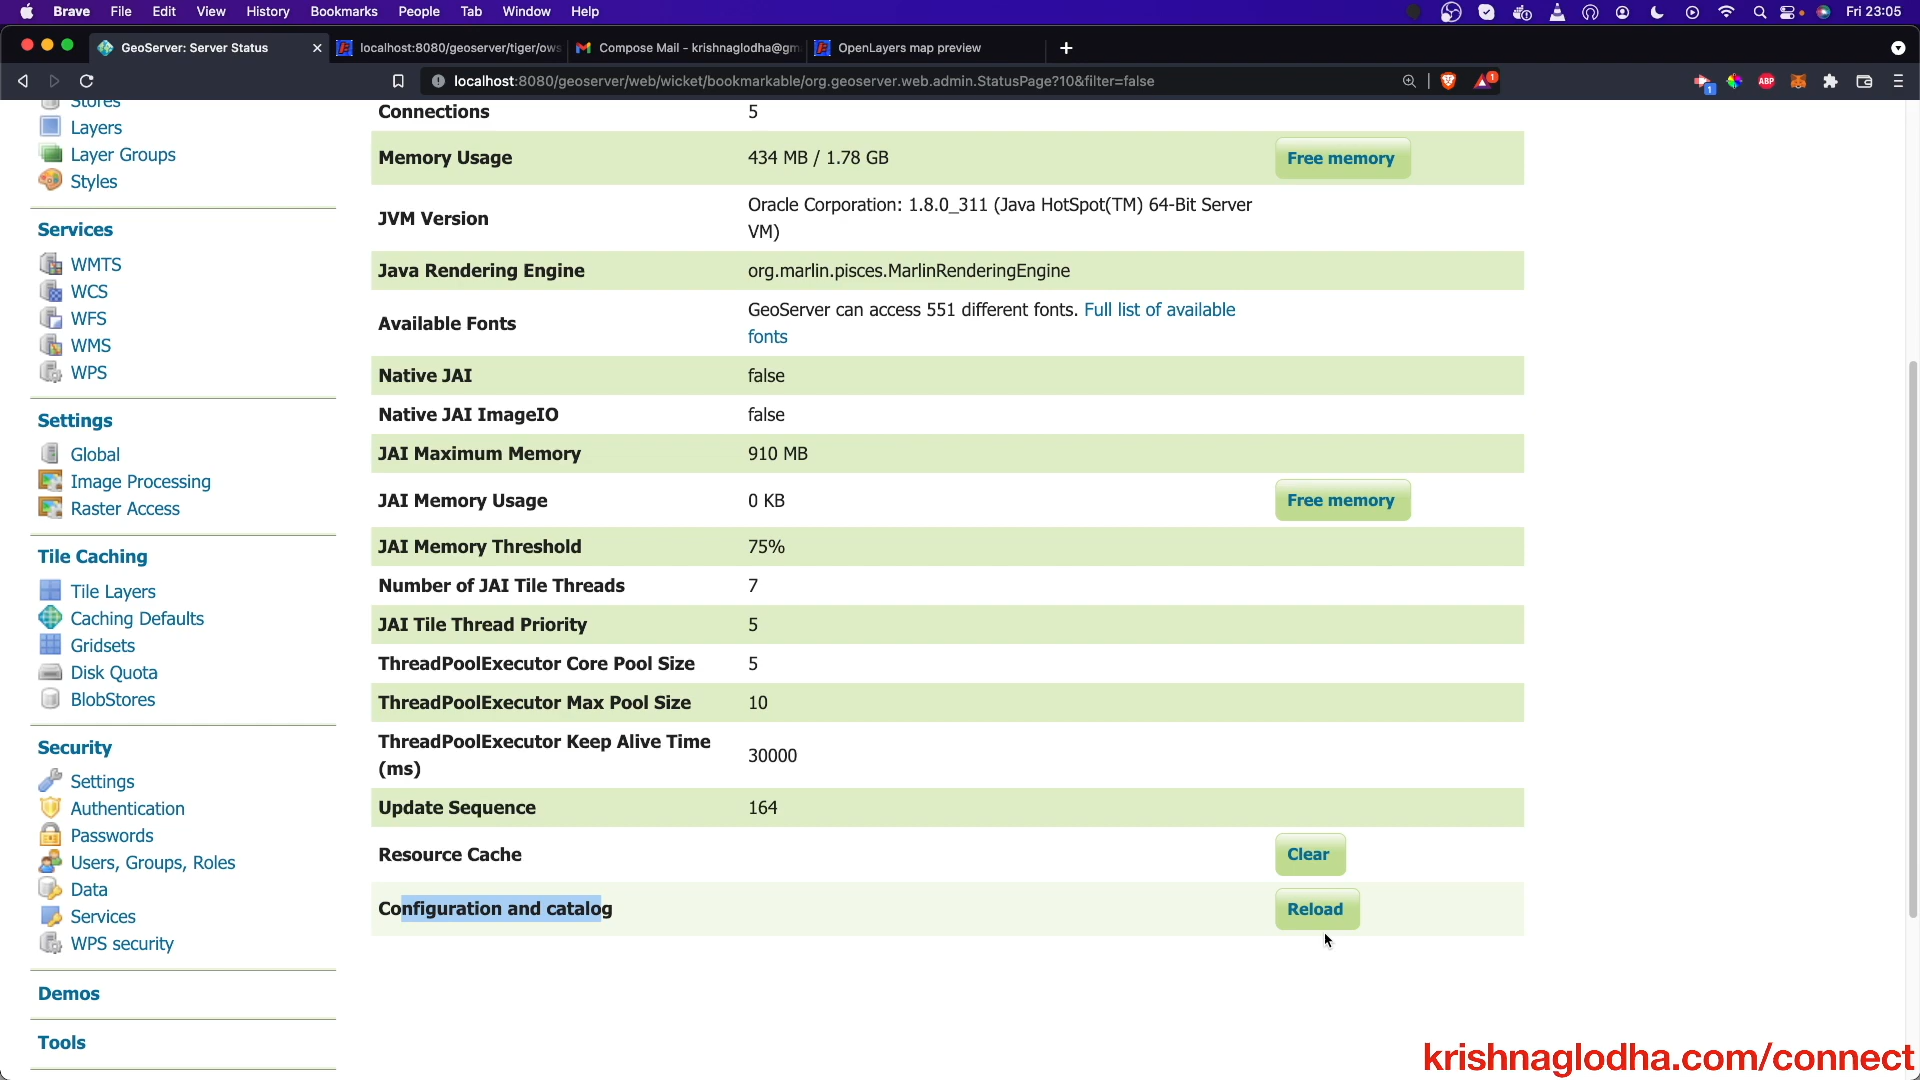 Brave File Edit View History Bookmarks People Tab Window Help Fri 23:05
GeoServer: Server Status localhost:8080/geoserver/tiger/ows Compose Mail - krishnaglodha@gm OpenLayers map preview
localhost:8080/geoserver/web/wicket/bookmarkable/org.geoserver.web.admin.StatusPage?10&filter=false 1 1 ABP
Stores
Layers
Layer Groups
Styles
Services
WMTS
WCS
WFS
WMS
WPS
Settings
Global
Image Processing
Raster Access
Tile Caching
Tile Layers
Caching Defaults
Gridsets
Disk Quota
BlobStores
Security
Settings
Authentication
Passwords
Users, Groups, Roles
Data
Services
WPS security
Demos
Tools
Connections 5
Memory Usage 434 MB / 1.78 GB Free memory
JVM Version Oracle Corporation: 1.8.0_311 (Java HotSpot(TM) 64-Bit Server
VM)
Java Rendering Engine org.marlin.pisces.MarlinRenderingEngine
Available Fonts GeoServer can access 551 different fonts. Full list of available
fonts
Native JAI false
Native JAI ImageIO false
JAI Maximum Memory 910 MB
JAI Memory Usage 0 KB Free memory
JAI Memory Threshold 75%
Number of JAI Tile Threads 7
JAI Tile Thread Priority 5
ThreadPoolExecutor Core Pool Size 5
ThreadPoolExecutor Max Pool Size 10
ThreadPoolExecutor Keep Alive Time
(ms) 30000
Update Sequence 164
Resource Cache Clear
Configuration and catalog Reload
krishnaglodha.com/connect